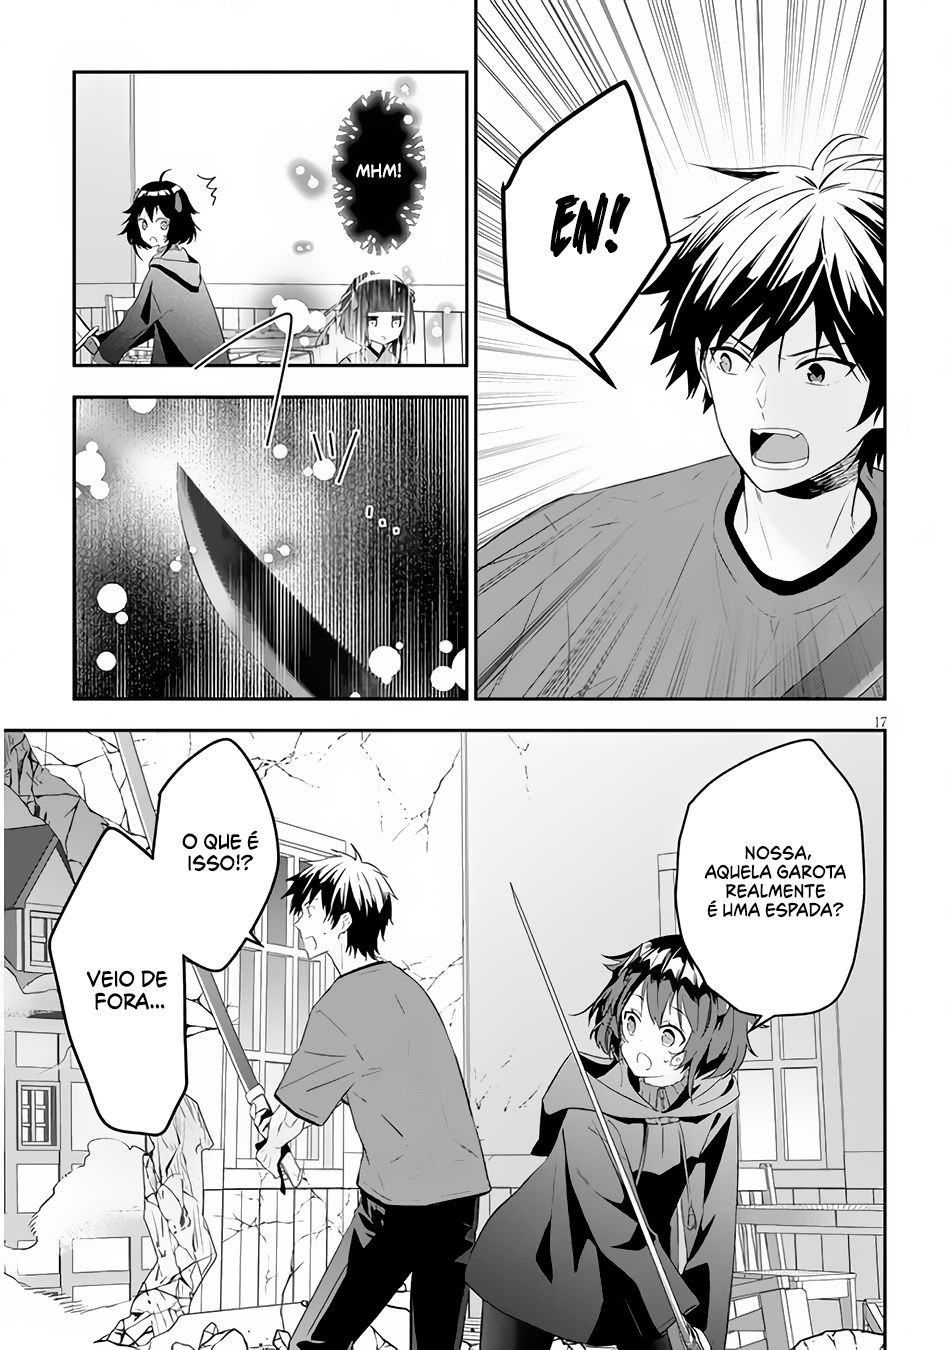 EN!
MHM!
17
NOSSA,
AQUELA GAROTA
REALMENTE
É UMA ESPADA?
O QUE É
ISSO!?
VEIO DE
FORA...